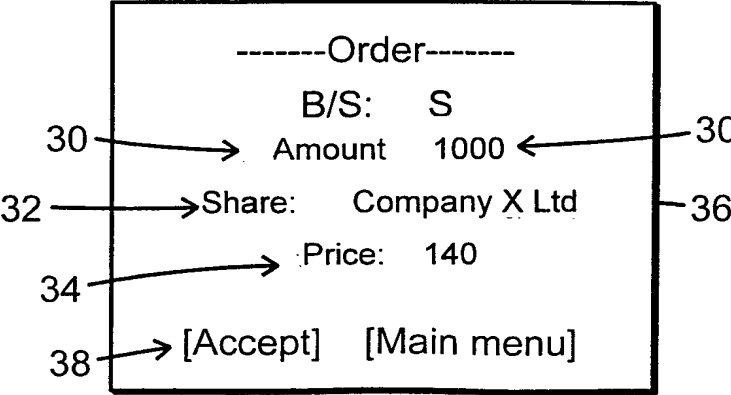 -------Order-------
B/S: S
30 Amount 1000 30
32 Share: Company X Ltd 36
34 Price: 140
38 [Accept] [Main menu]